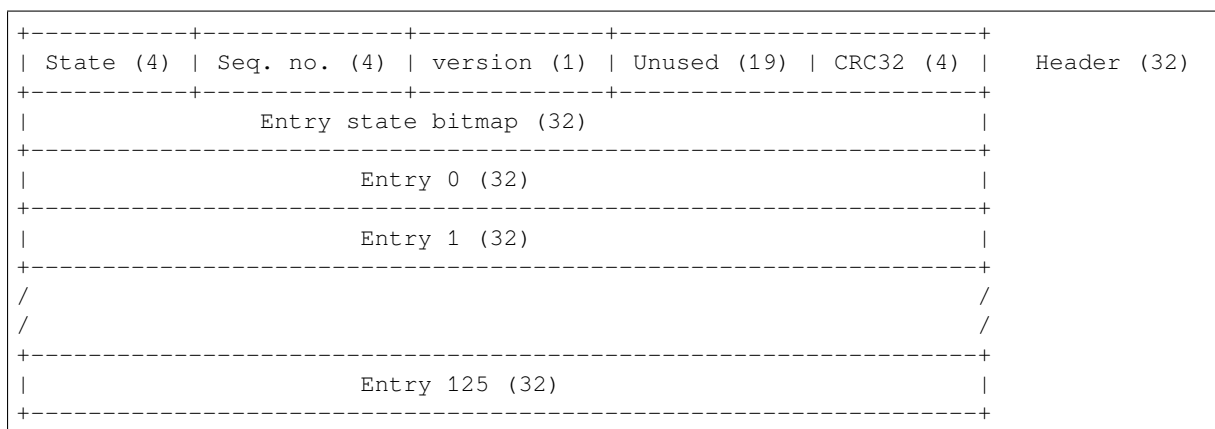 +-----------+--------------+-------------+-------------------------+
| State (4) | Seq. no. (4) | version (1) | Unused (19) | CRC32 (4) | Header (32)
+-----------+--------------+-------------+-------------------------+
| Entry state bitmap (32) |
+------------------------------------------------------------------+
| Entry 0 (32) |
+------------------------------------------------------------------+
| Entry 1 (32) |
+------------------------------------------------------------------+
/ /
/ /
+------------------------------------------------------------------+
| Entry 125 (32) |
+------------------------------------------------------------------+